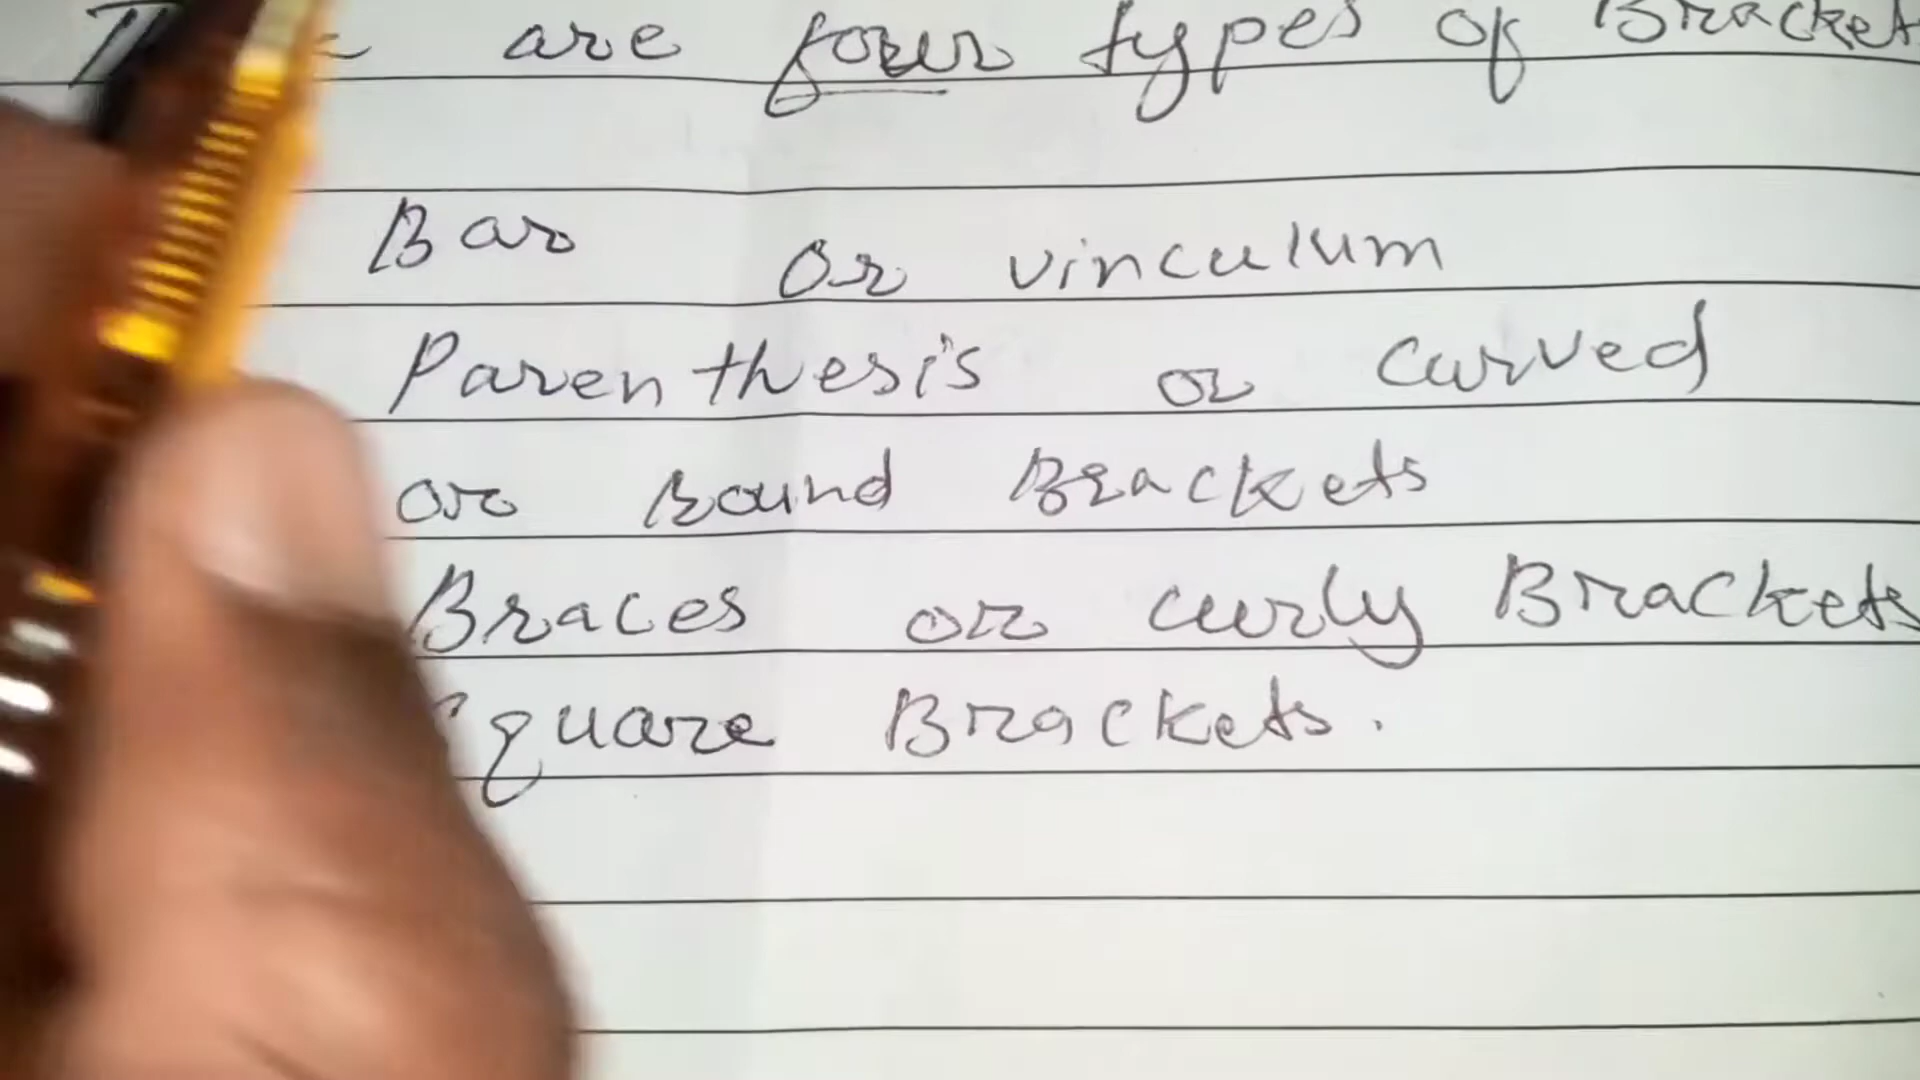 are four types of Bracket
Bar or vinculum
Parenthesis or curved
or round Brackets
Braces or curly Brackets
Square Brackets.